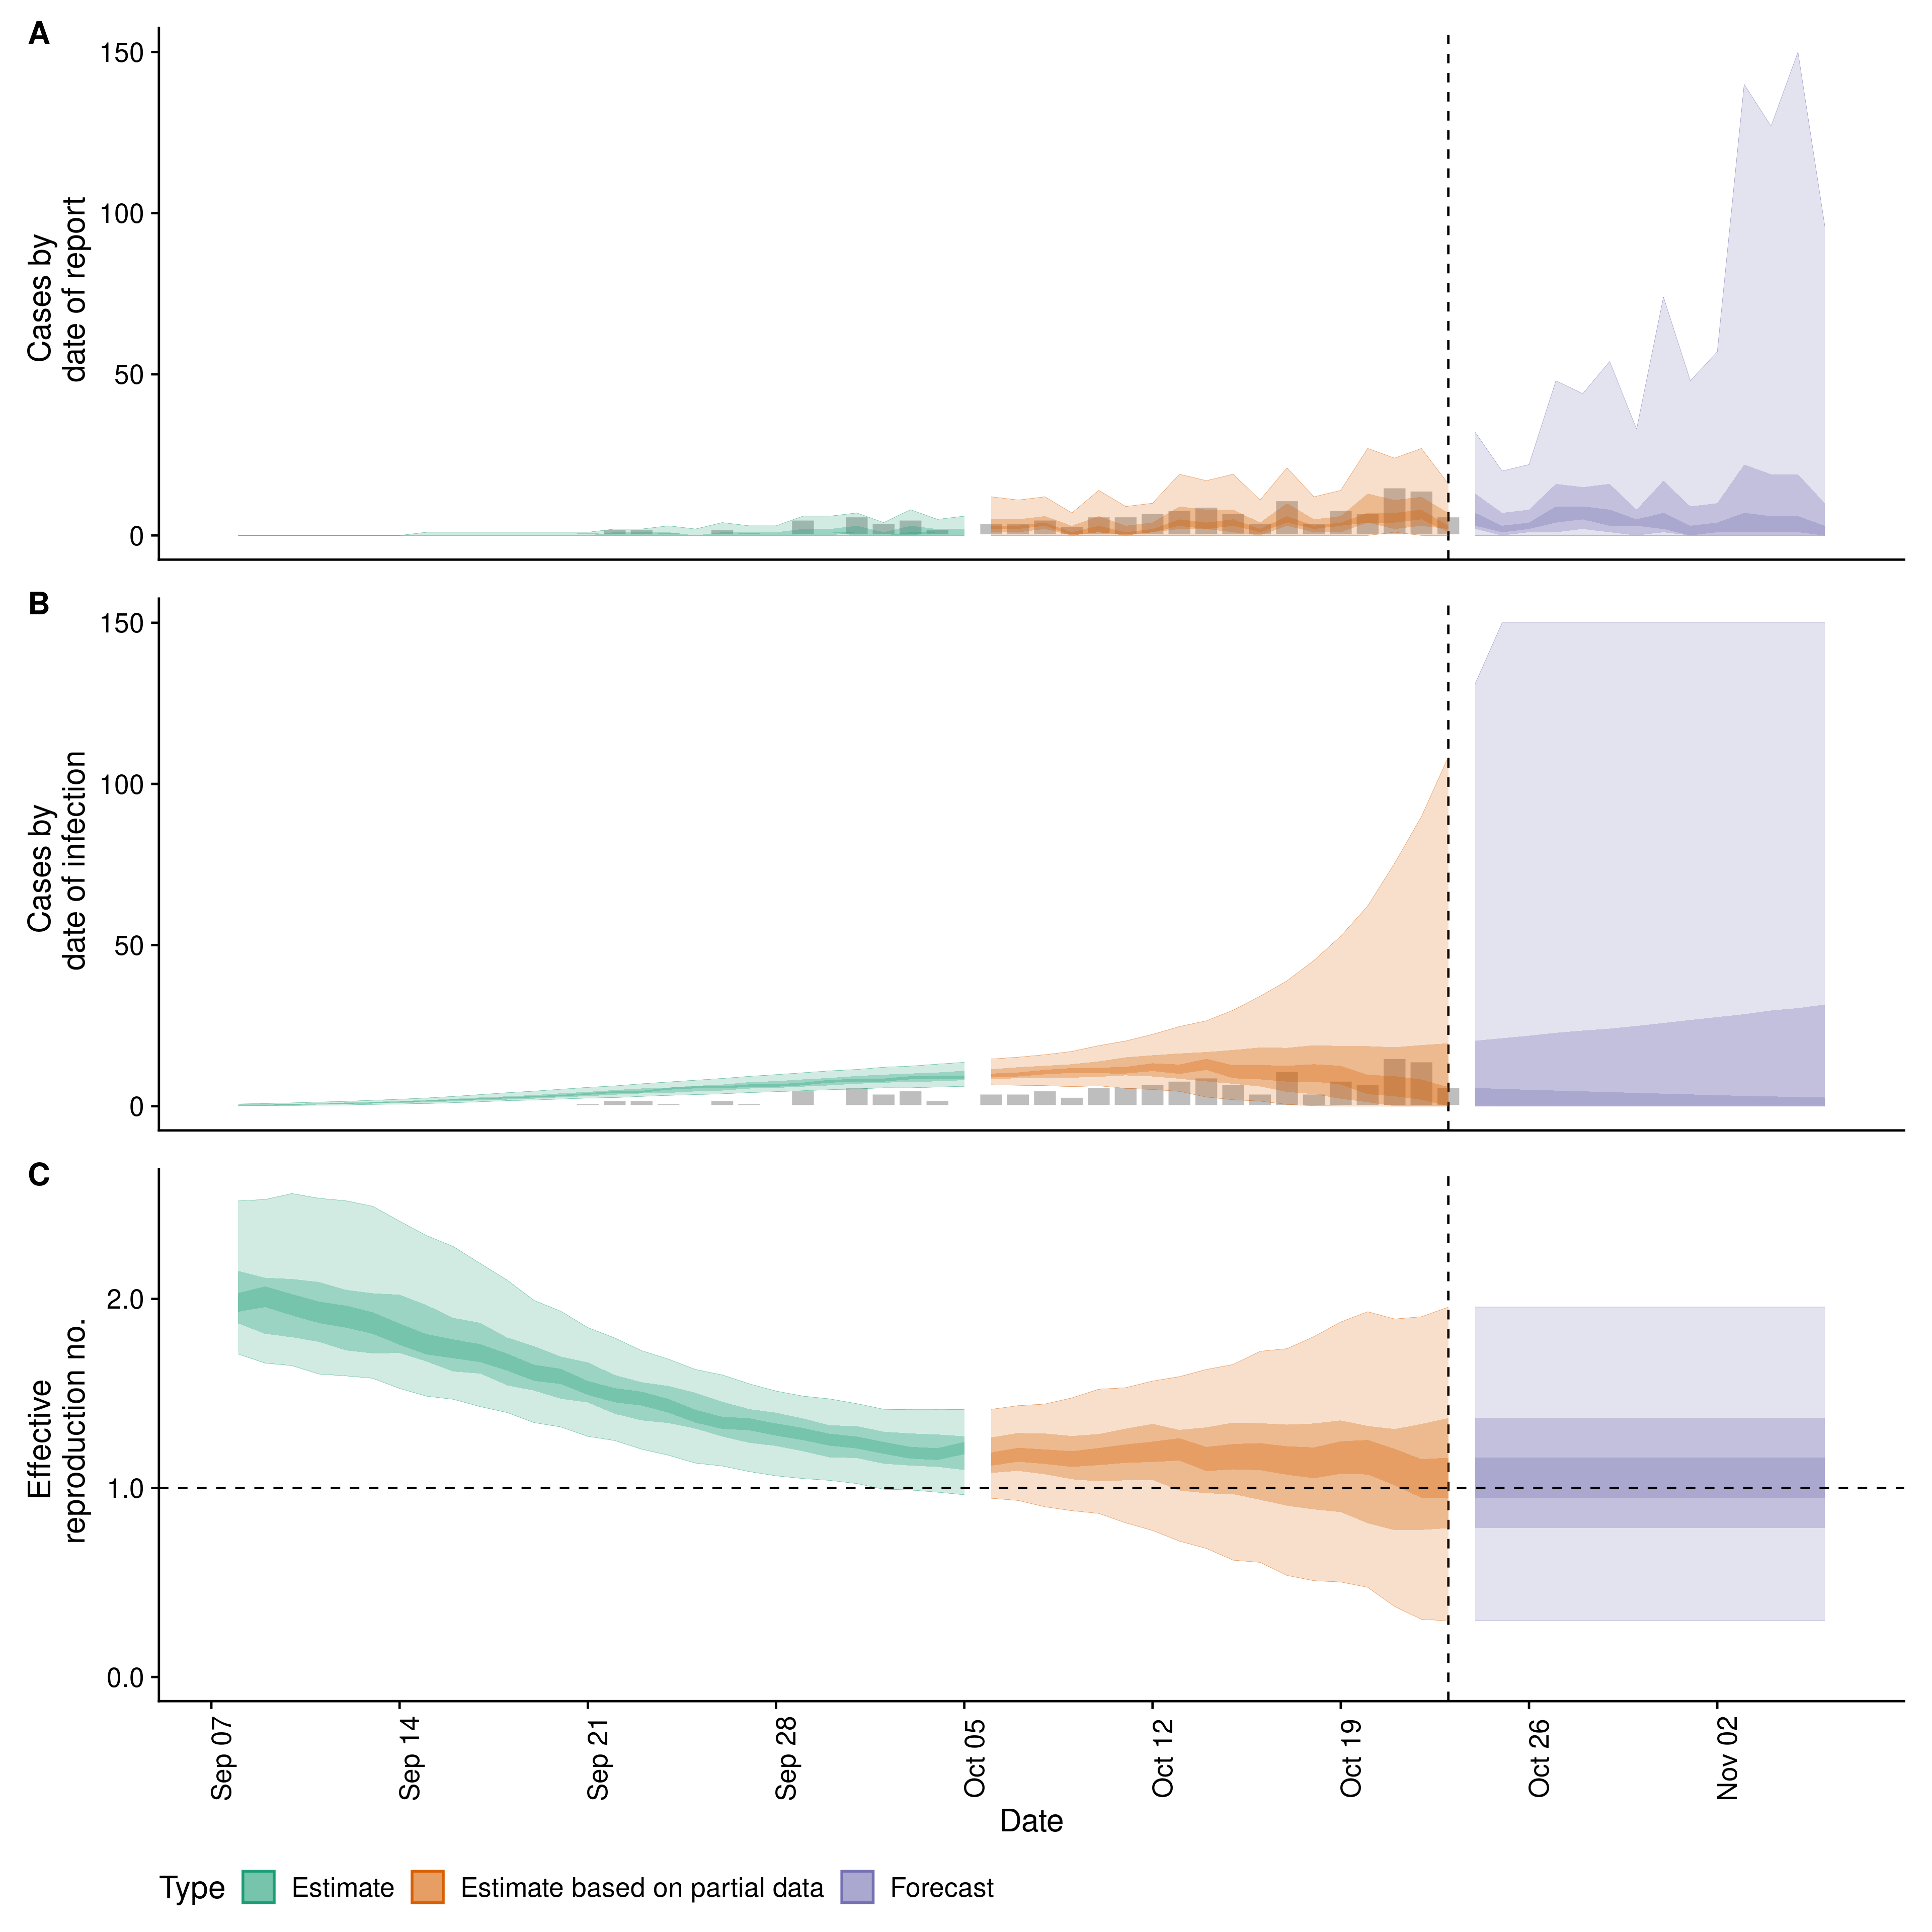 A
150
100
50
0
Cases by
date of report
B
150
100
50
0
Cases by
date of infection
C
2.0
1.0
0.0
Effective
reproduction no.
Sep 07
Sep 14
Sep 21
Sep 28
Oct 05
Oct 12
Oct 19
Oct 26
Nov 02
Date
Type Estimate Estimate based on partial data Forecast